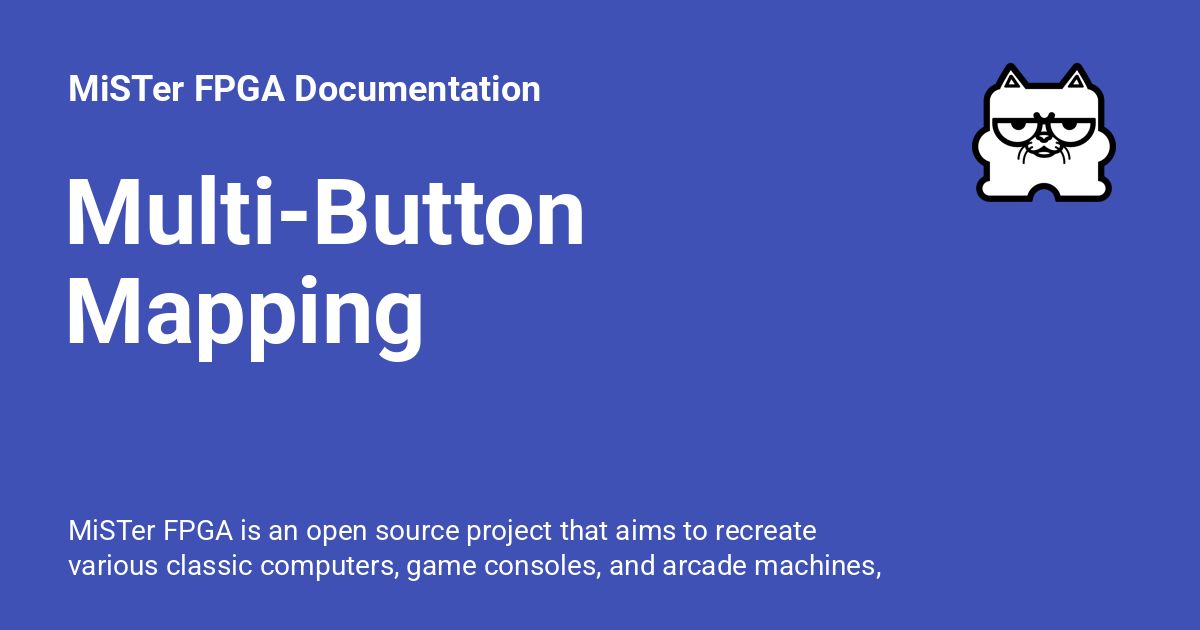 MiSTer FPGA Documentation
Multi-Button
Mapping
MiSTer FPGA is an open source project that aims to recreate
various classic computers, game consoles, and arcade machines,